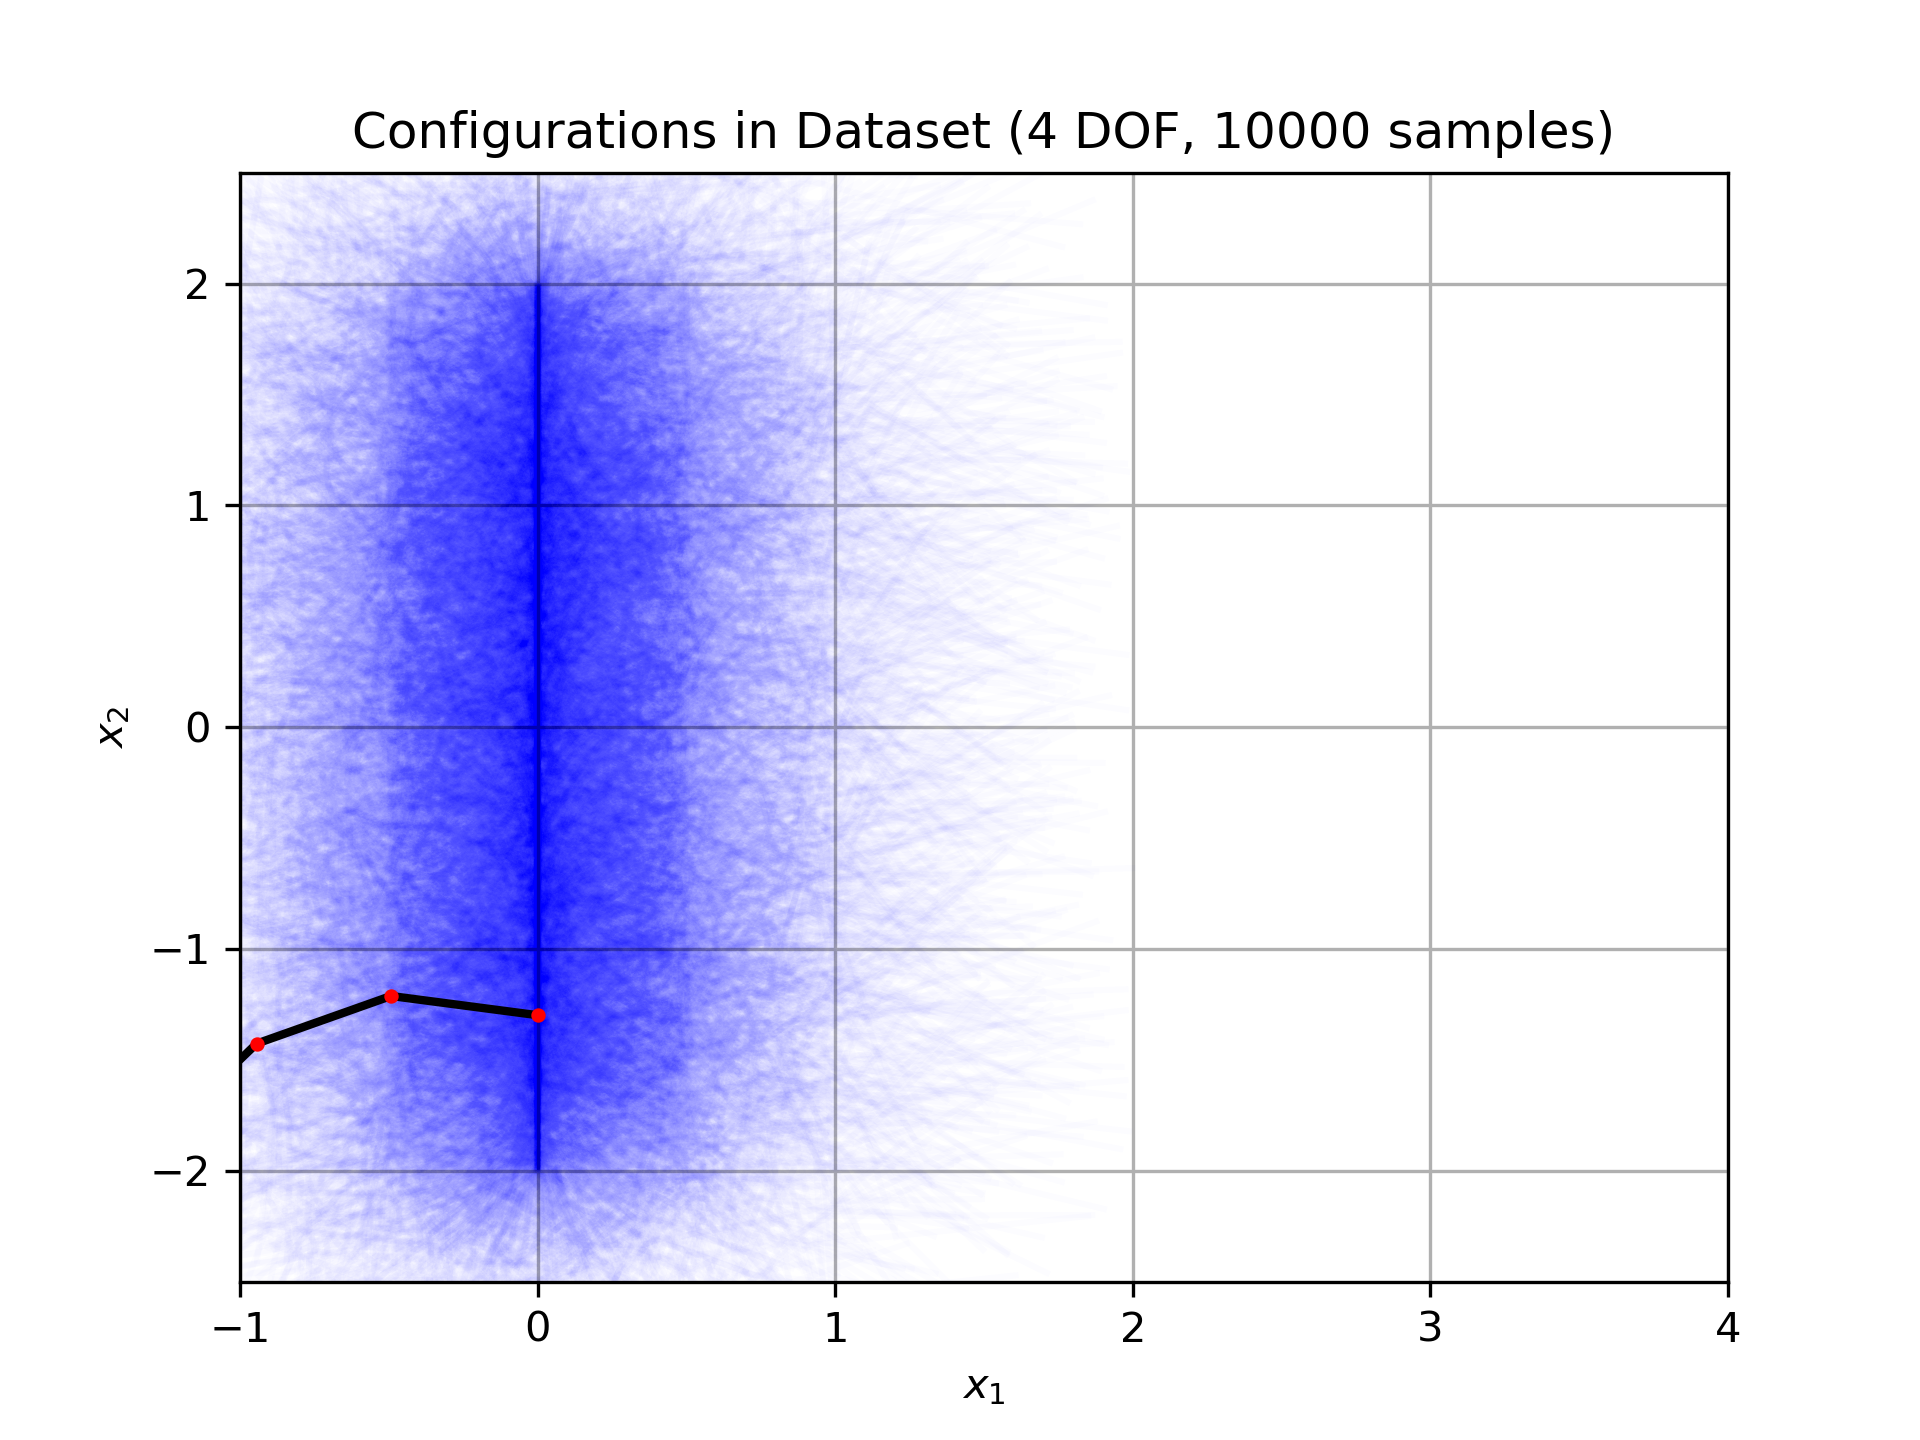 Configurations in Dataset (4 DOF, 10000 samples)
2
1
0
−1
−2
x₂
−1 0 1 2 3 4
x₁